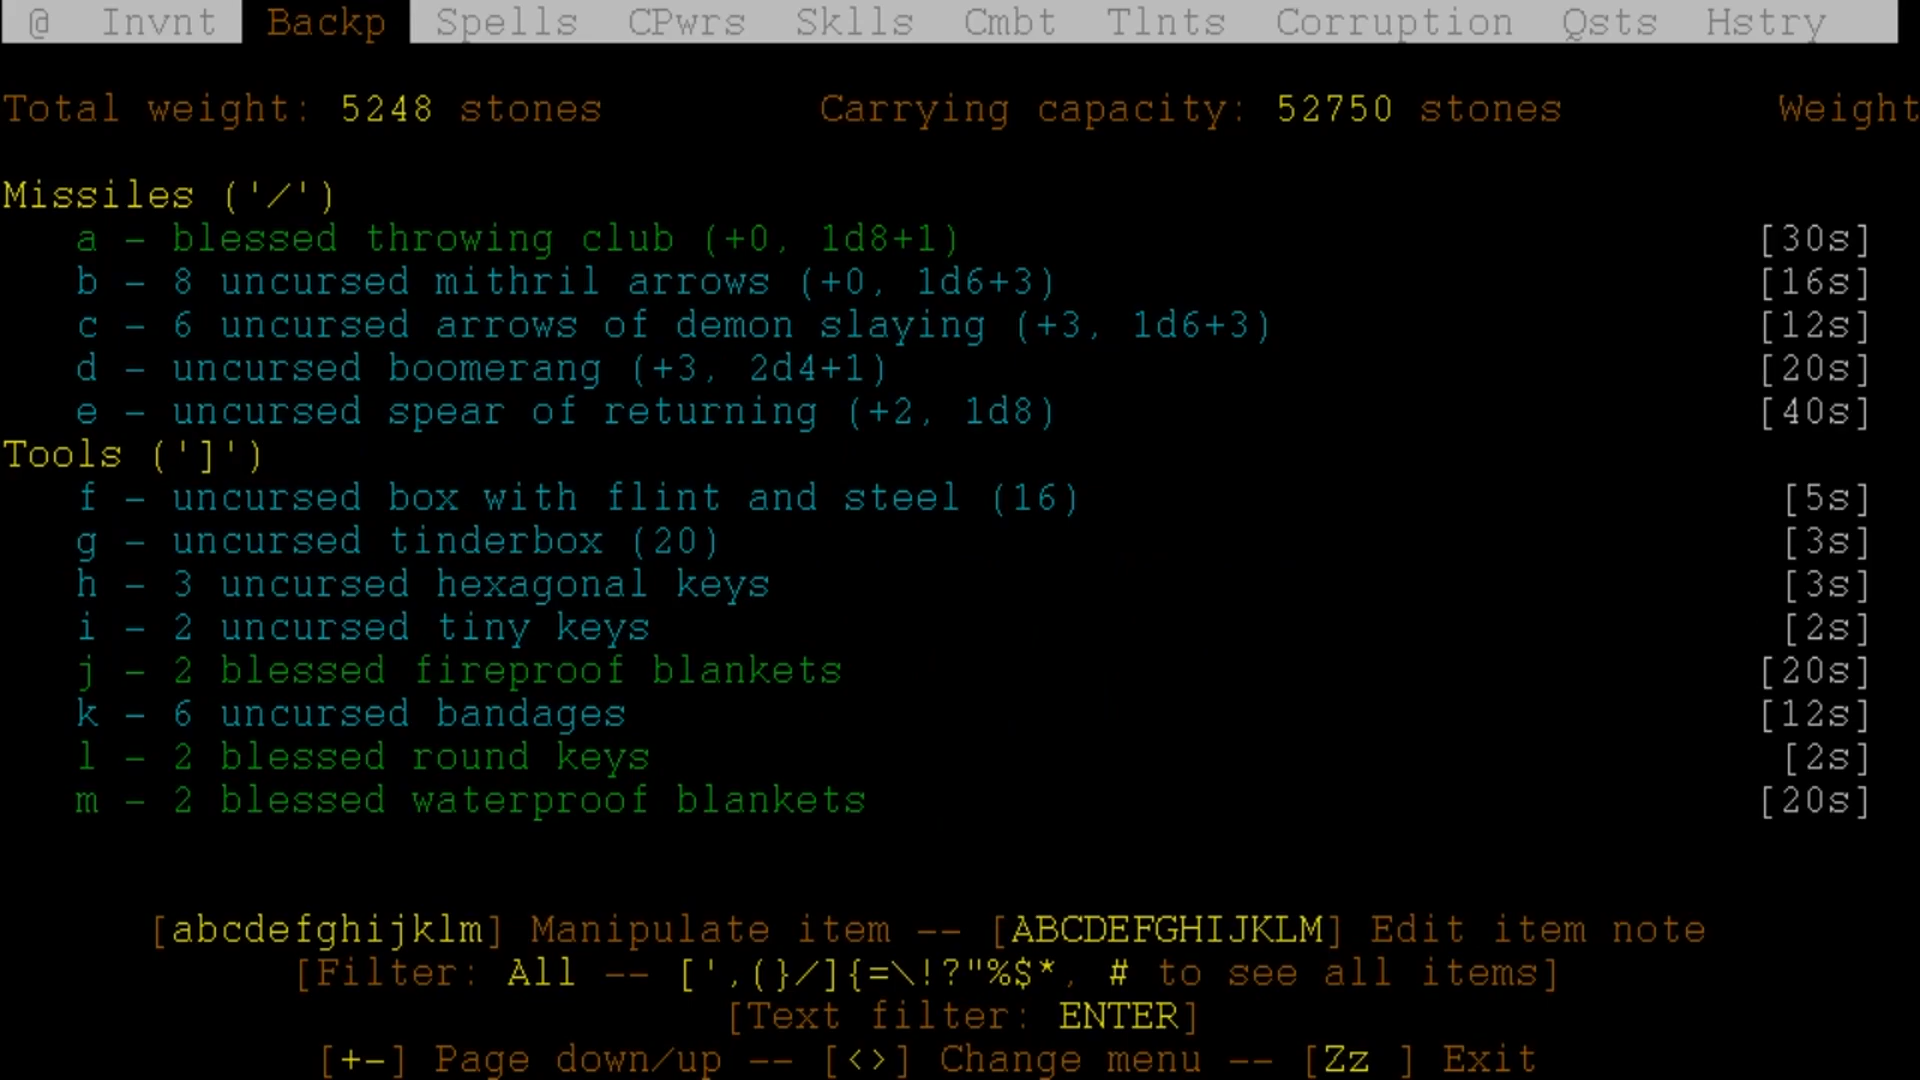 @ Invnt Backp Spells CPwrs Sklls Cmbt Tlnts Corruption Qsts Hstry
Total weight: 5248 stones Carrying capacity: 52750 stones Weight
Missiles ('/')
a - blessed throwing club (+0, 1d8+1) [30s]
b - 8 uncursed mithril arrows (+0, 1d6+3) [16s]
c - 6 uncursed arrows of demon slaying (+3, 1d6+3) [12s]
d - uncursed boomerang (+3, 2d4+1) [20s]
e - uncursed spear of returning (+2, 1d8) [40s]
Tools (']')
f - uncursed box with flint and steel (16) [5s]
g - uncursed tinderbox (20) [3s]
h - 3 uncursed hexagonal keys [3s]
i - 2 uncursed tiny keys [2s]
j - 2 blessed fireproof blankets [20s]
k - 6 uncursed bandages [12s]
l - 2 blessed round keys [2s]
m - 2 blessed waterproof blankets [20s]
[abcdefghijklm] Manipulate item -- [ABCDEFGHIJKLM] Edit item note
[Filter: All -- [',(}/]{=\!?"%$*, # to see all items]
[Text filter: ENTER]
[+-] Page down/up -- [<>] Change menu -- [Zz ] Exit